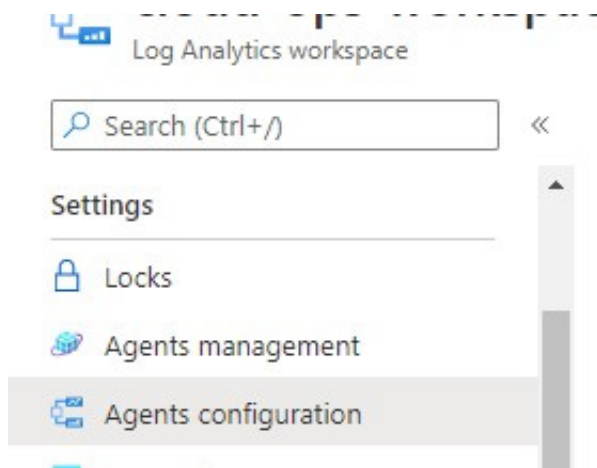 Log Analytics workspace
Search (Ctrl+/)
«
Settings
Locks
Agents management
Agents configuration